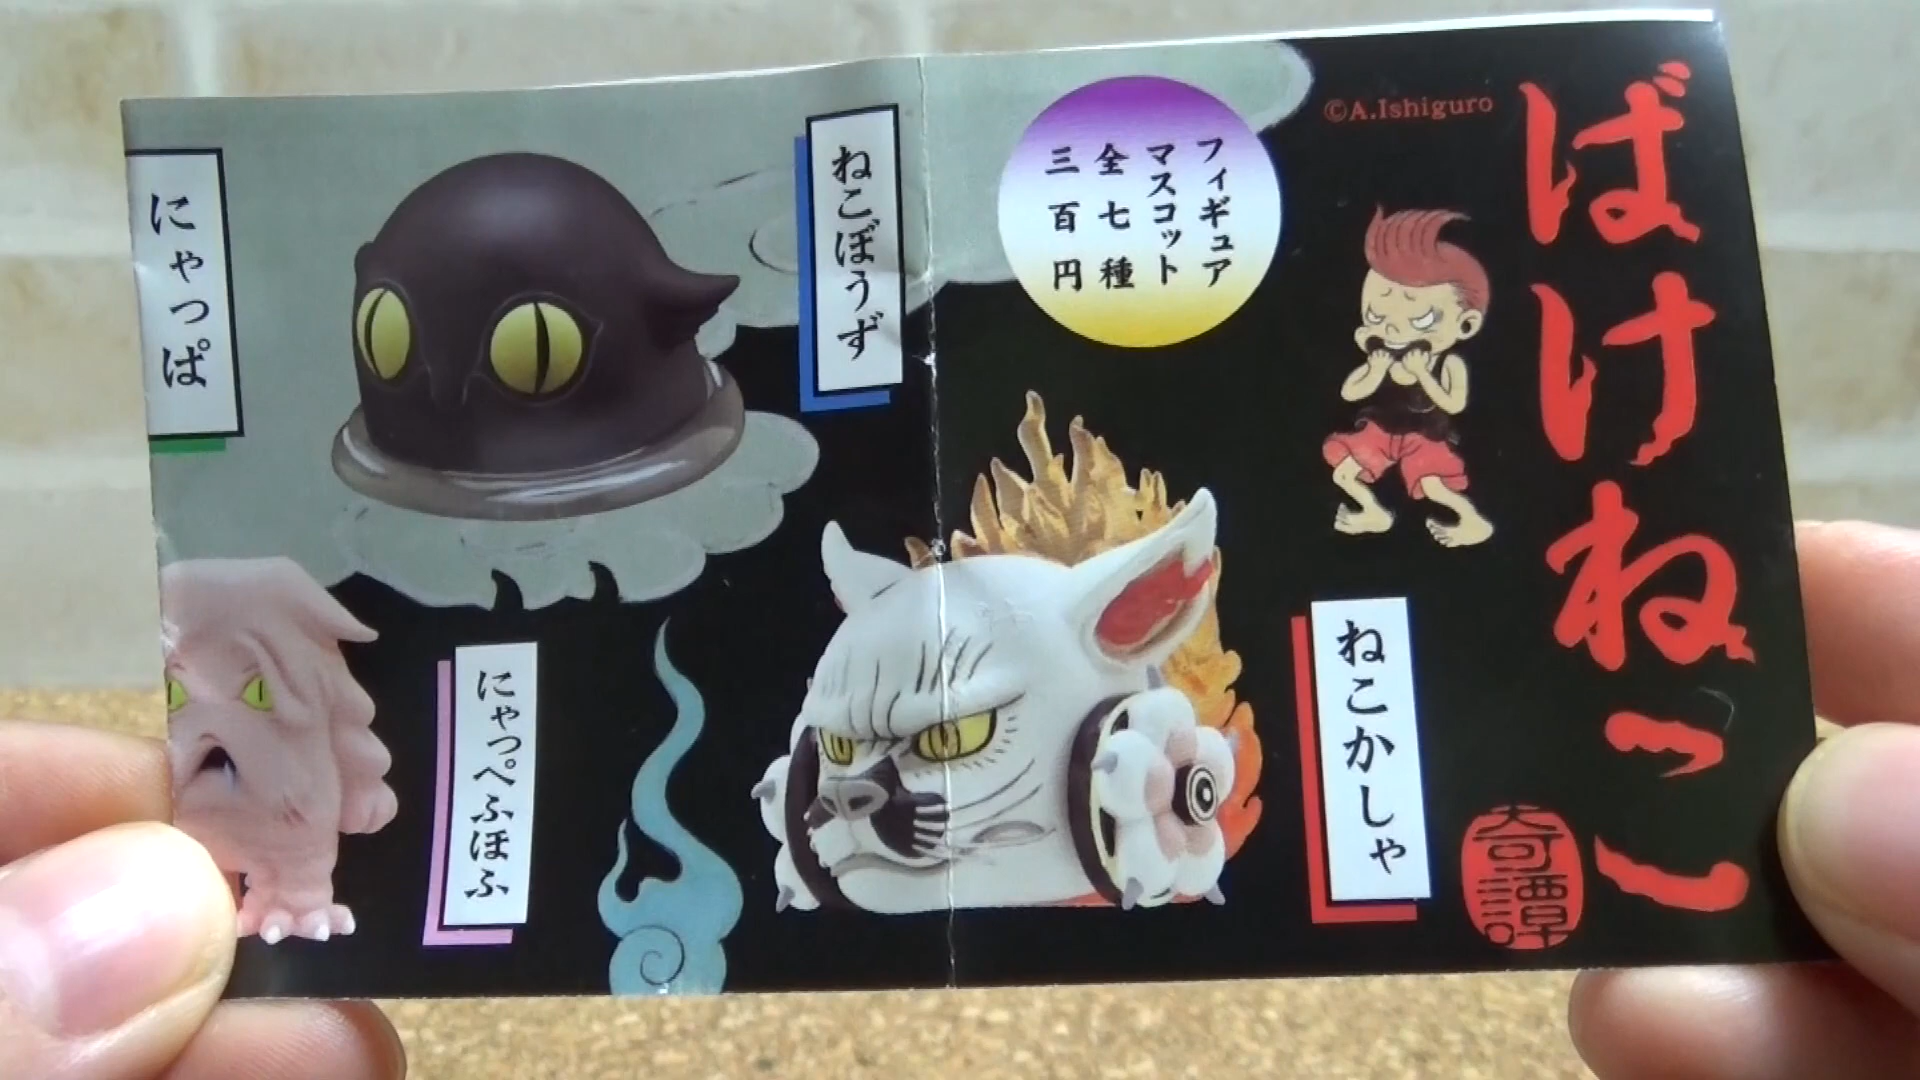 ばけねこ
奇譚
©A.Ishiguro
フィギュア
マスコット
全七種
三百円
ねこかしゃ
ねこぼうず
にゃっぺふほふ
にゃっぱ